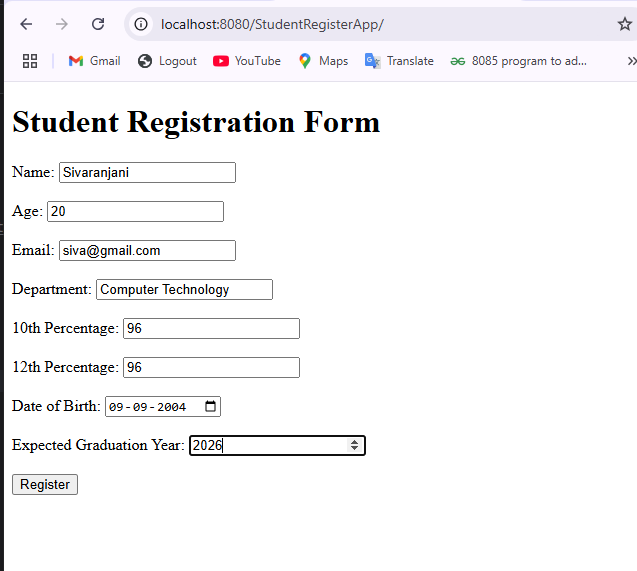 localhost:8080/StudentRegisterApp/
Gmail Logout YouTube Maps Translate 8085 program to ad...
Student Registration Form
Name: Sivaranjani
Age: 20
Email: siva@gmail.com
Department: Computer Technology
10th Percentage: 96
12th Percentage: 96
Date of Birth: 09-09-2004
Expected Graduation Year: 2026
Register